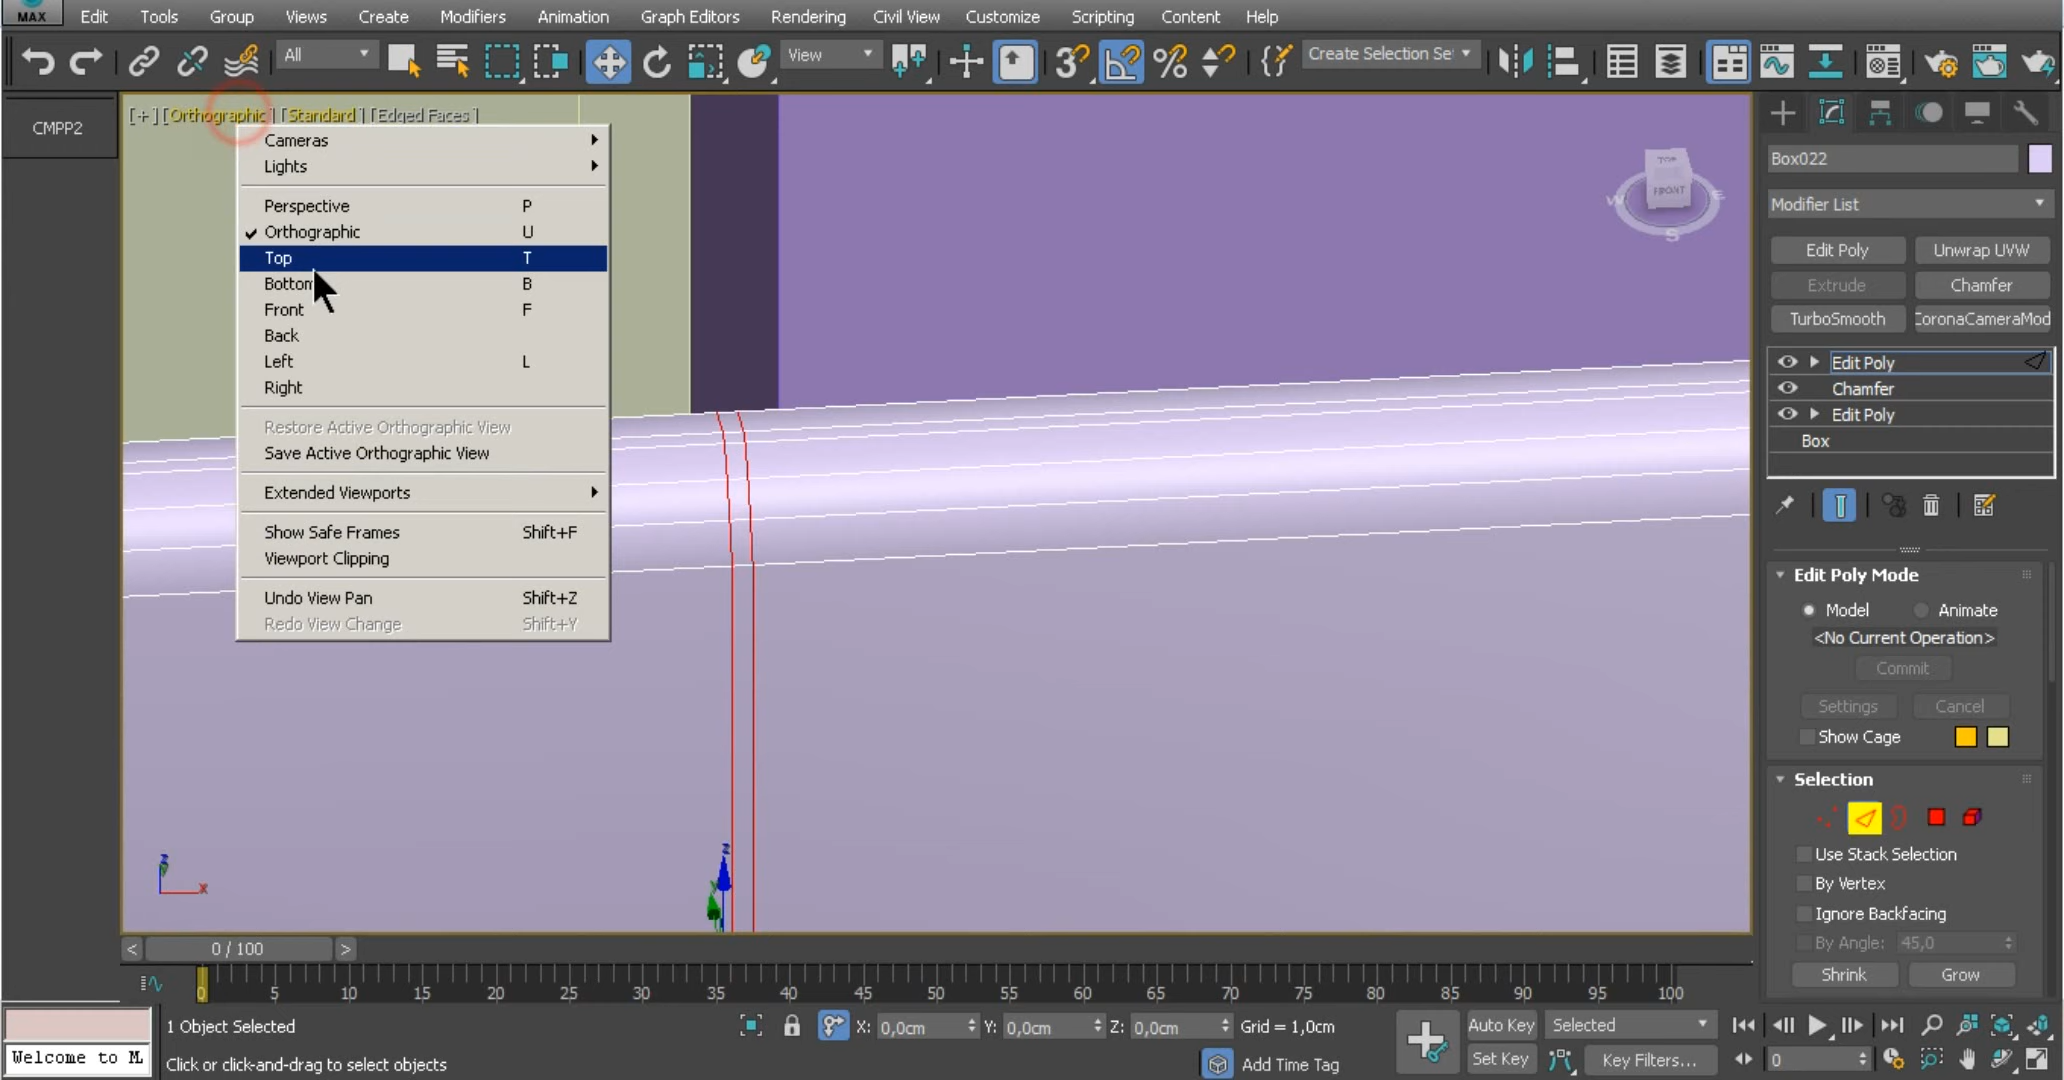 MAX Edit Tools Group Views Create Modifiers Animation Graph Editors Rendering Civil View Customize Scripting Content Help
All View 3 Create Selection Se
CMPP2
[+] [Orthographic] [Standard] [Edged Faces]
Cameras
Lights
Perspective P
Orthographic U
Top T
Bottom B
Front F
Back
Left L
Right
Restore Active Orthographic View
Save Active Orthographic View
Extended Viewports
Show Safe Frames Shift+F
Viewport Clipping
Undo View Pan Shift+Z
Redo View Change Shift+Y
TOP
FRONT
W E
S
z
x
z
Box022
Modifier List
Edit Poly Unwrap UVW
Extrude Chamfer
TurboSmooth CoronaCameraMod
Edit Poly
Chamfer
Edit Poly
Box
Edit Poly Mode
Model Animate
<No Current Operation>
Commit
Settings Cancel
Show Cage
Selection
Use Stack Selection
By Vertex
Ignore Backfacing
By Angle: 45,0
Shrink Grow
< 0 / 100 >
0 5 10 15 20 25 30 35 40 45 50 55 60 65 70 75 80 85 90 95 100
1 Object Selected X: 0,0cm Y: 0,0cm Z: 0,0cm Grid = 1,0cm Auto Key Selected
Welcome to M Click or click-and-drag to select objects Add Time Tag Set Key Key Filters... 0